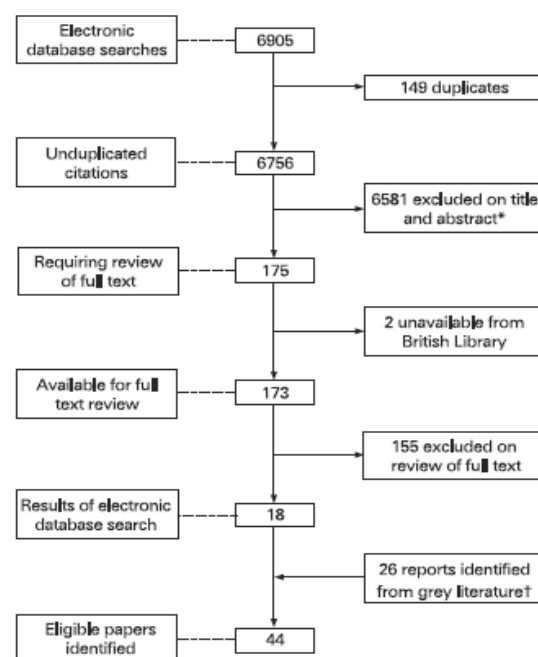 Electronic
database searches
6905
149 duplicates
Unduplicated
citations
6756
6581 excluded on title
and abstract*
Requiring review
of full text
175
2 unavailable from
British Library
Available for full
text review
173
155 excluded on
review of full text
Results of electronic
database search
18
26 reports identified
from grey literature†
Eligible papers
identified
44